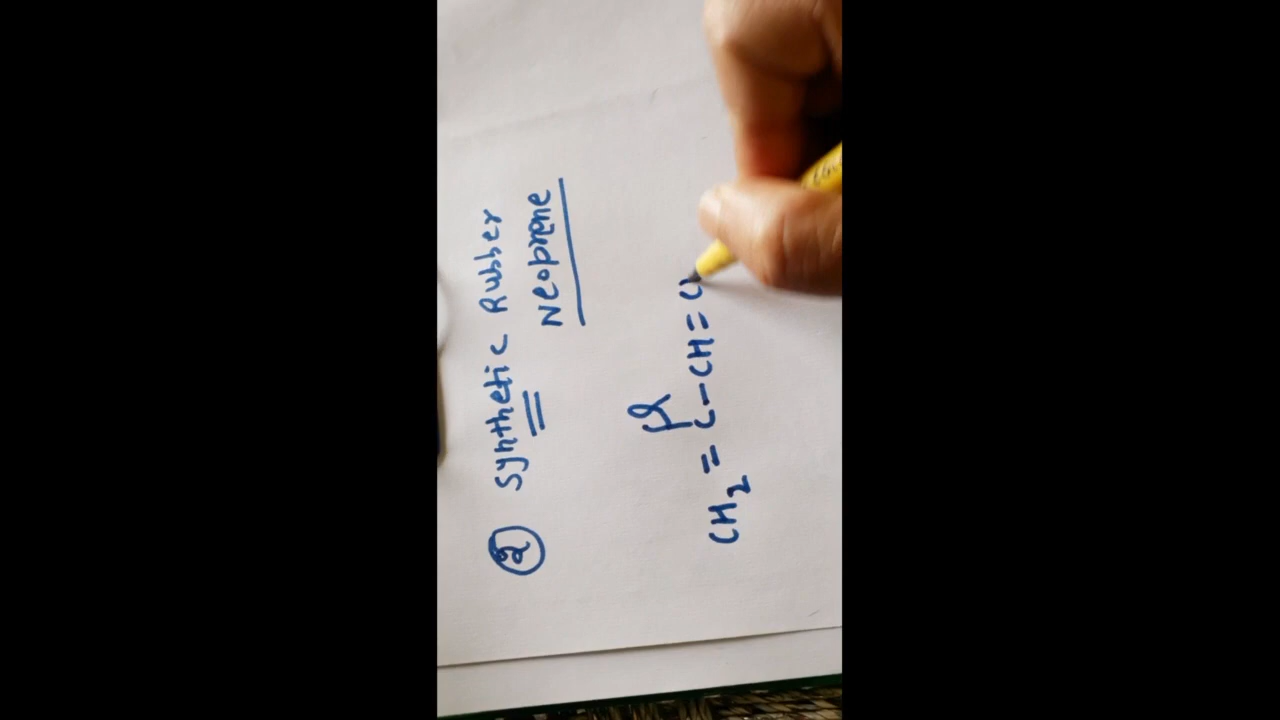 ② Synthetic Rubber
Neoprene
Cl
CH₂ = C - CH = C